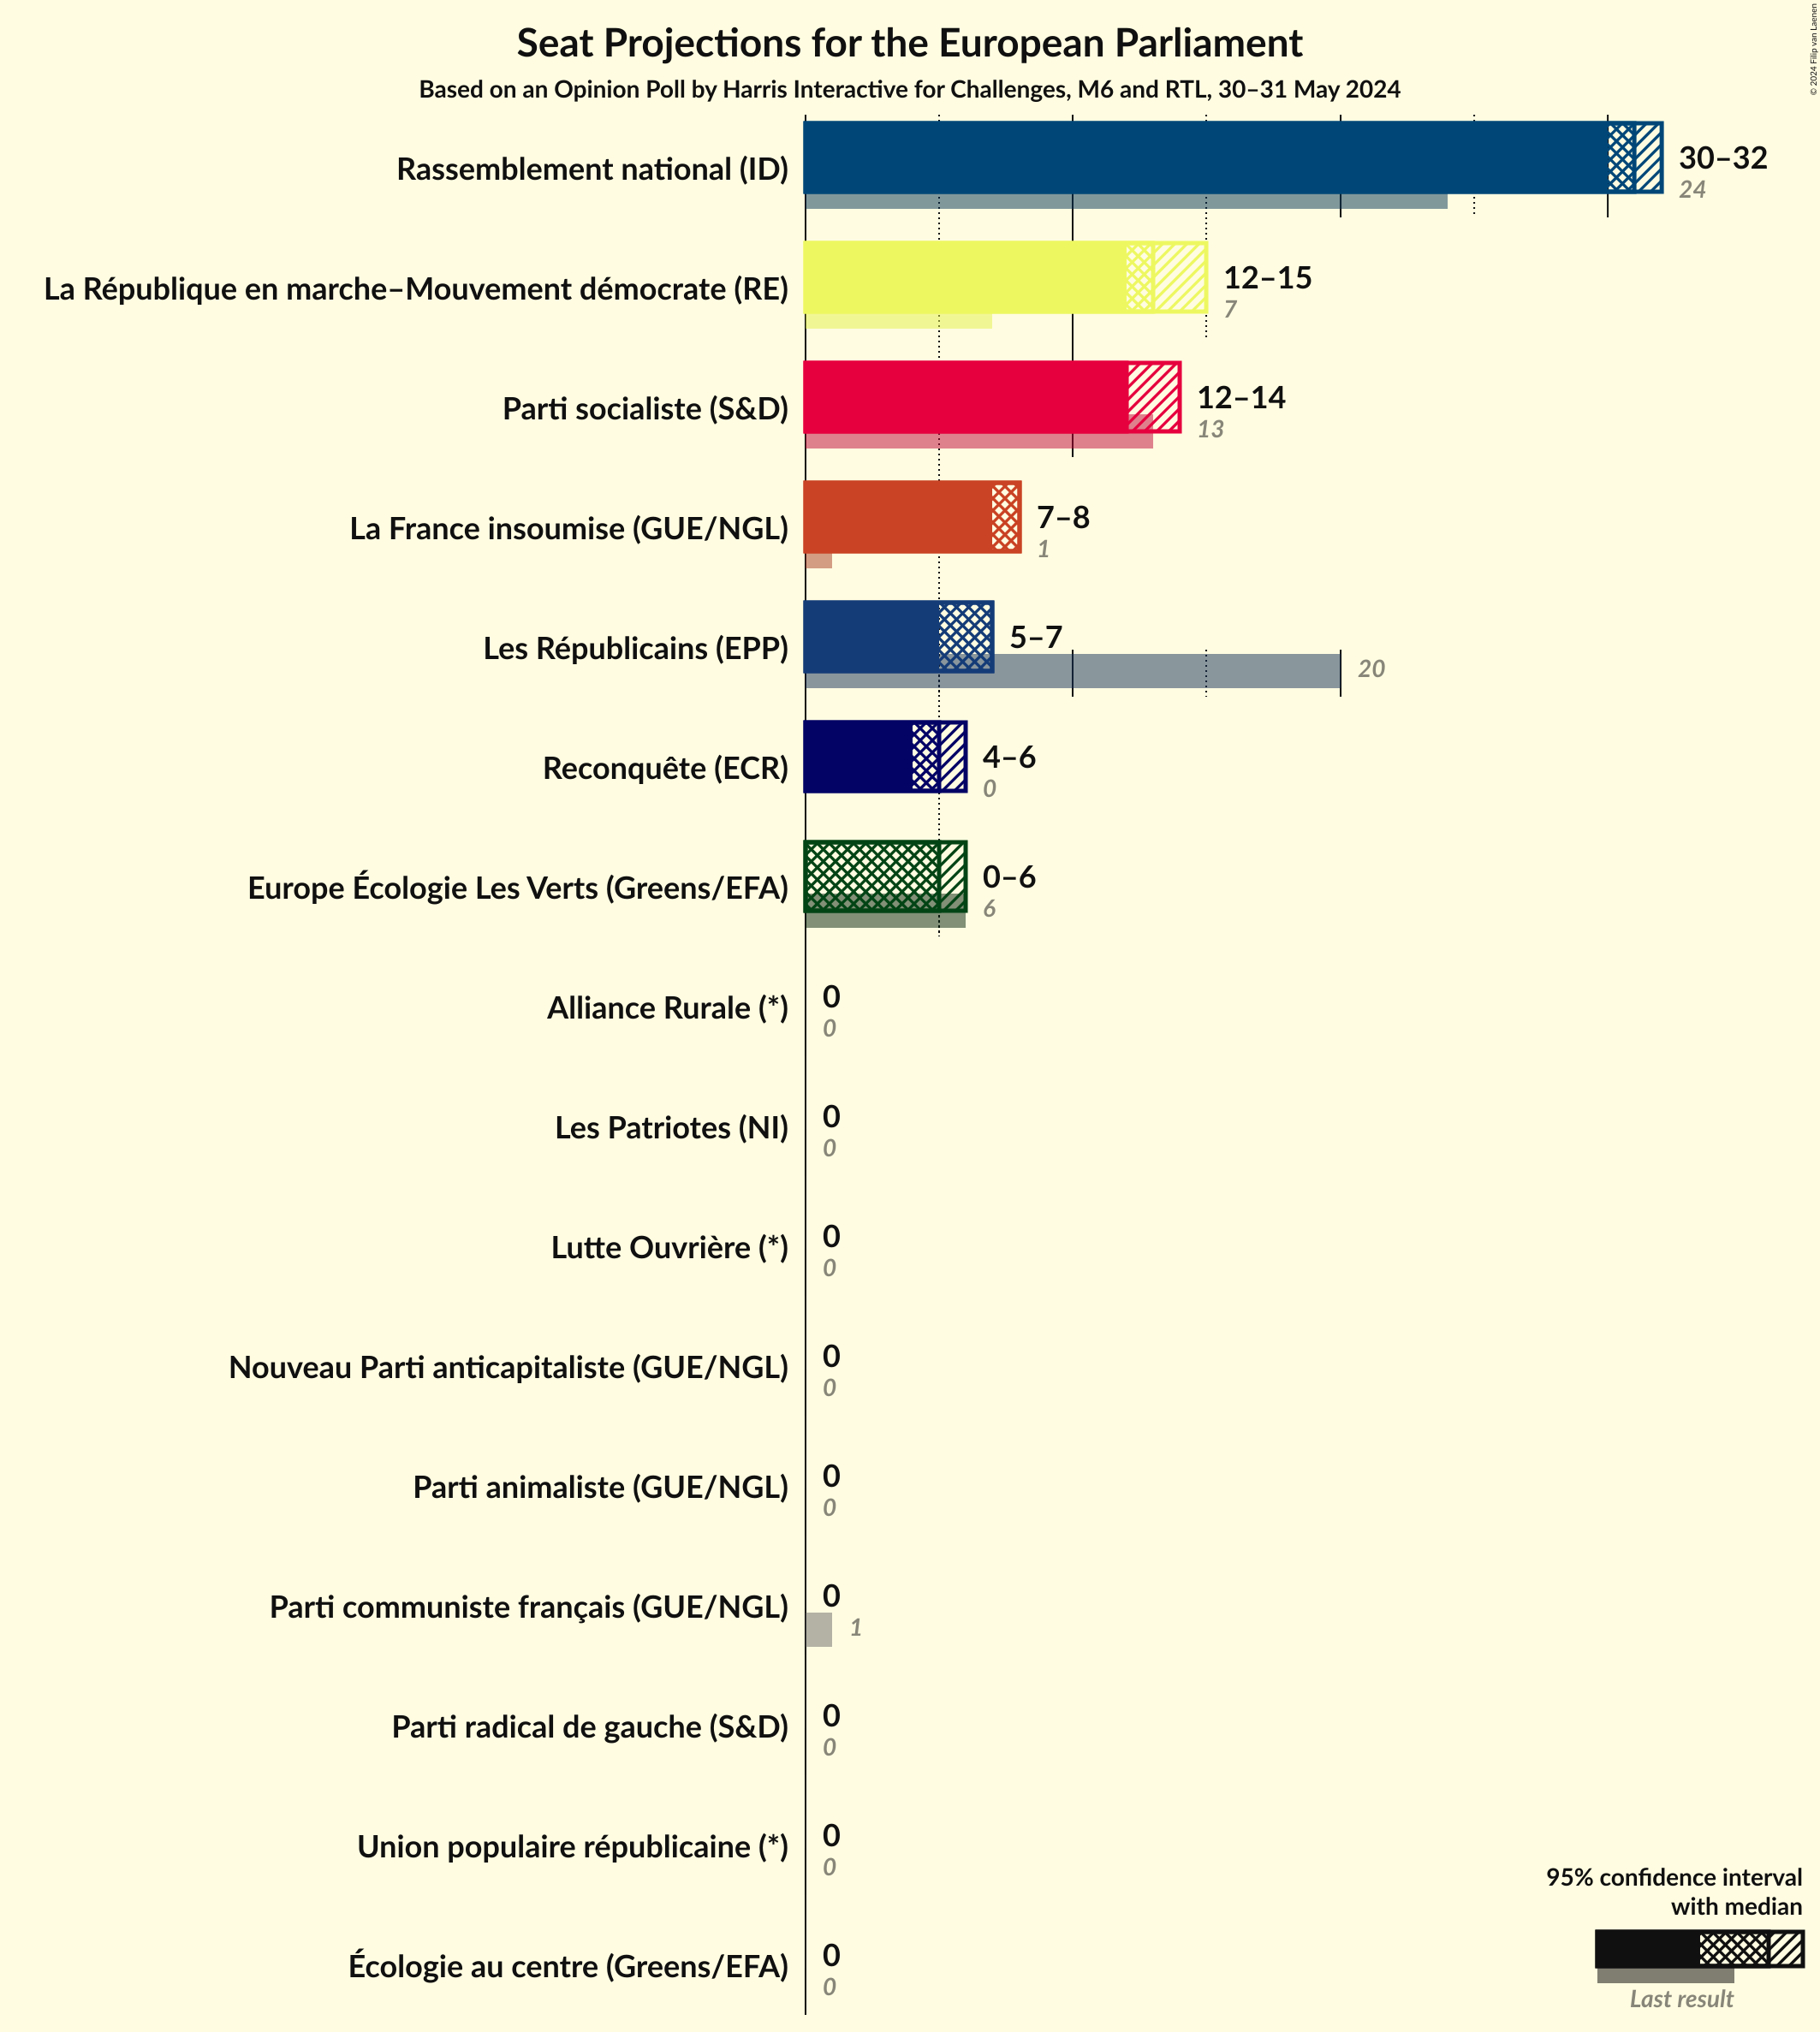 Seat Projections for the European Parliament
Based on an Opinion Poll by Harris Interactive for Challenges, M6 and RTL, 30–31 May 2024
© 2024 Filip van Laenen
Rassemblement national (ID)
30–32
24
La République en marche–Mouvement démocrate (RE)
12–15
7
Parti socialiste (S&D)
12–14
13
La France insoumise (GUE/NGL)
7–8
1
Les Républicains (EPP)
5–7
20
Reconquête (ECR)
4–6
0
Europe Écologie Les Verts (Greens/EFA)
0–6
6
Alliance Rurale (*)
0
0
Les Patriotes (NI)
0
0
Lutte Ouvrière (*)
0
0
Nouveau Parti anticapitaliste (GUE/NGL)
0
0
Parti animaliste (GUE/NGL)
0
0
Parti communiste français (GUE/NGL)
0
1
Parti radical de gauche (S&D)
0
0
Union populaire républicaine (*)
0
0
Écologie au centre (Greens/EFA)
0
0
95% confidence interval
with median
Last result